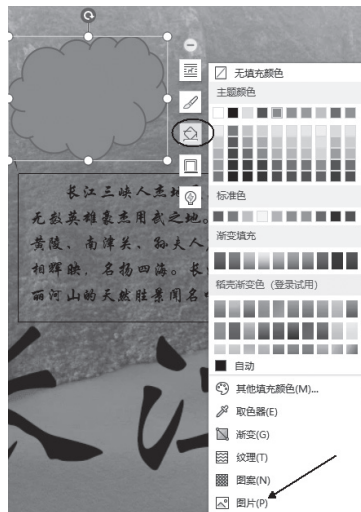 无填充颜色
主题颜色
标准色
渐变填充
稻壳渐变色（登录试用）
自动
其他填充颜色(M)...
取色器(E)
渐变(G)
纹理(T)
图案(N)
图片(P)
长江三峡人杰地
无数英雄豪杰用武之地。
黄陵、南津关、孙夫人
相辉映，名扬四海。长
丽河山的天然胜景闻名
长江